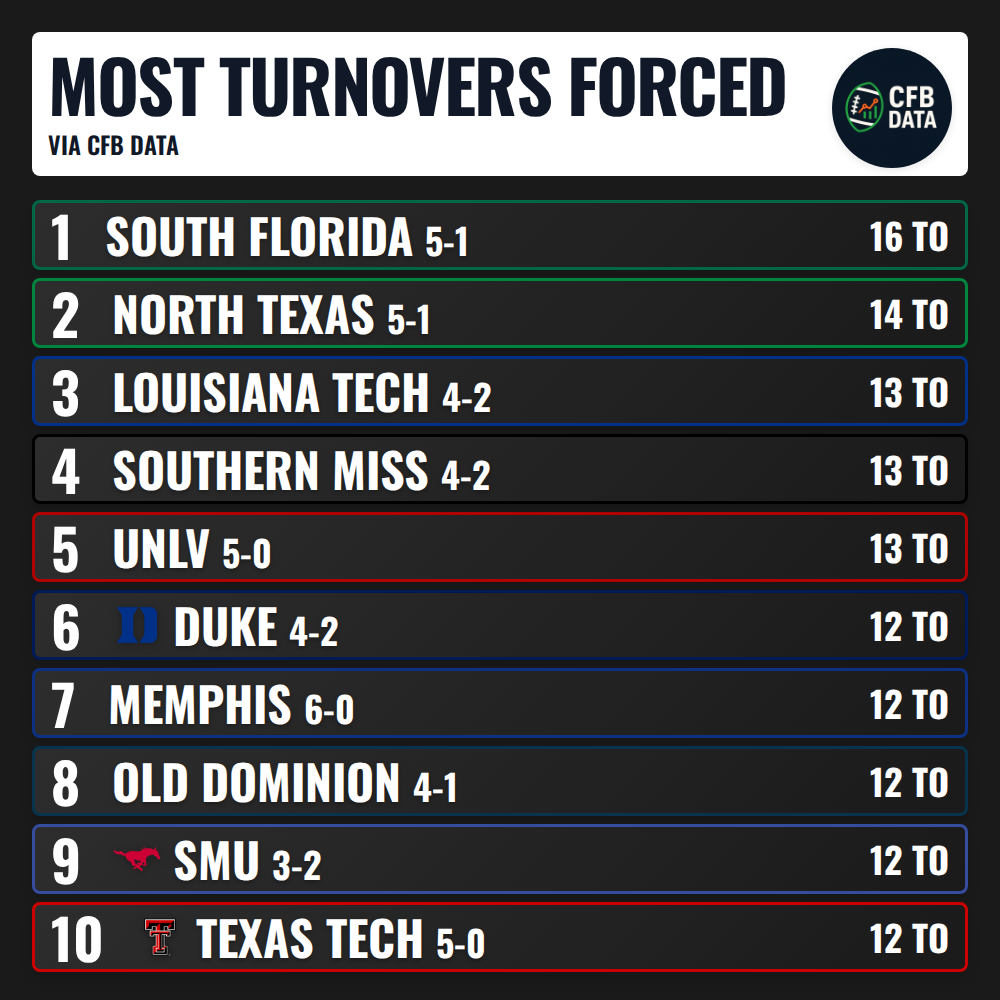 MOST TURNOVERS FORCED
VIA CFB DATA
CFB
DATA
1 SOUTH FLORIDA 5-1 16 TO
2 NORTH TEXAS 5-1 14 TO
3 LOUISIANA TECH 4-2 13 TO
4 SOUTHERN MISS 4-2 13 TO
5 UNLV 5-0 13 TO
6 DUKE 4-2 12 TO
7 MEMPHIS 6-0 12 TO
8 OLD DOMINION 4-1 12 TO
9 SMU 3-2 12 TO
10 TEXAS TECH 5-0 12 TO